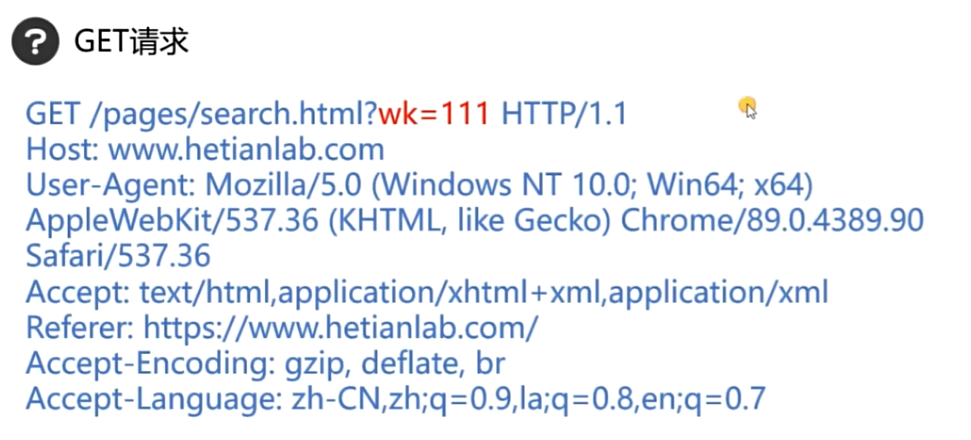 ? GET请求
GET /pages/search.html?wk=111 HTTP/1.1
Host: www.hetianlab.com
User-Agent: Mozilla/5.0 (Windows NT 10.0; Win64; x64)
AppleWebKit/537.36 (KHTML, like Gecko) Chrome/89.0.4389.90
Safari/537.36
Accept: text/html,application/xhtml+xml,application/xml
Referer: https://www.hetianlab.com/
Accept-Encoding: gzip, deflate, br
Accept-Language: zh-CN,zh;q=0.9,la;q=0.8,en;q=0.7